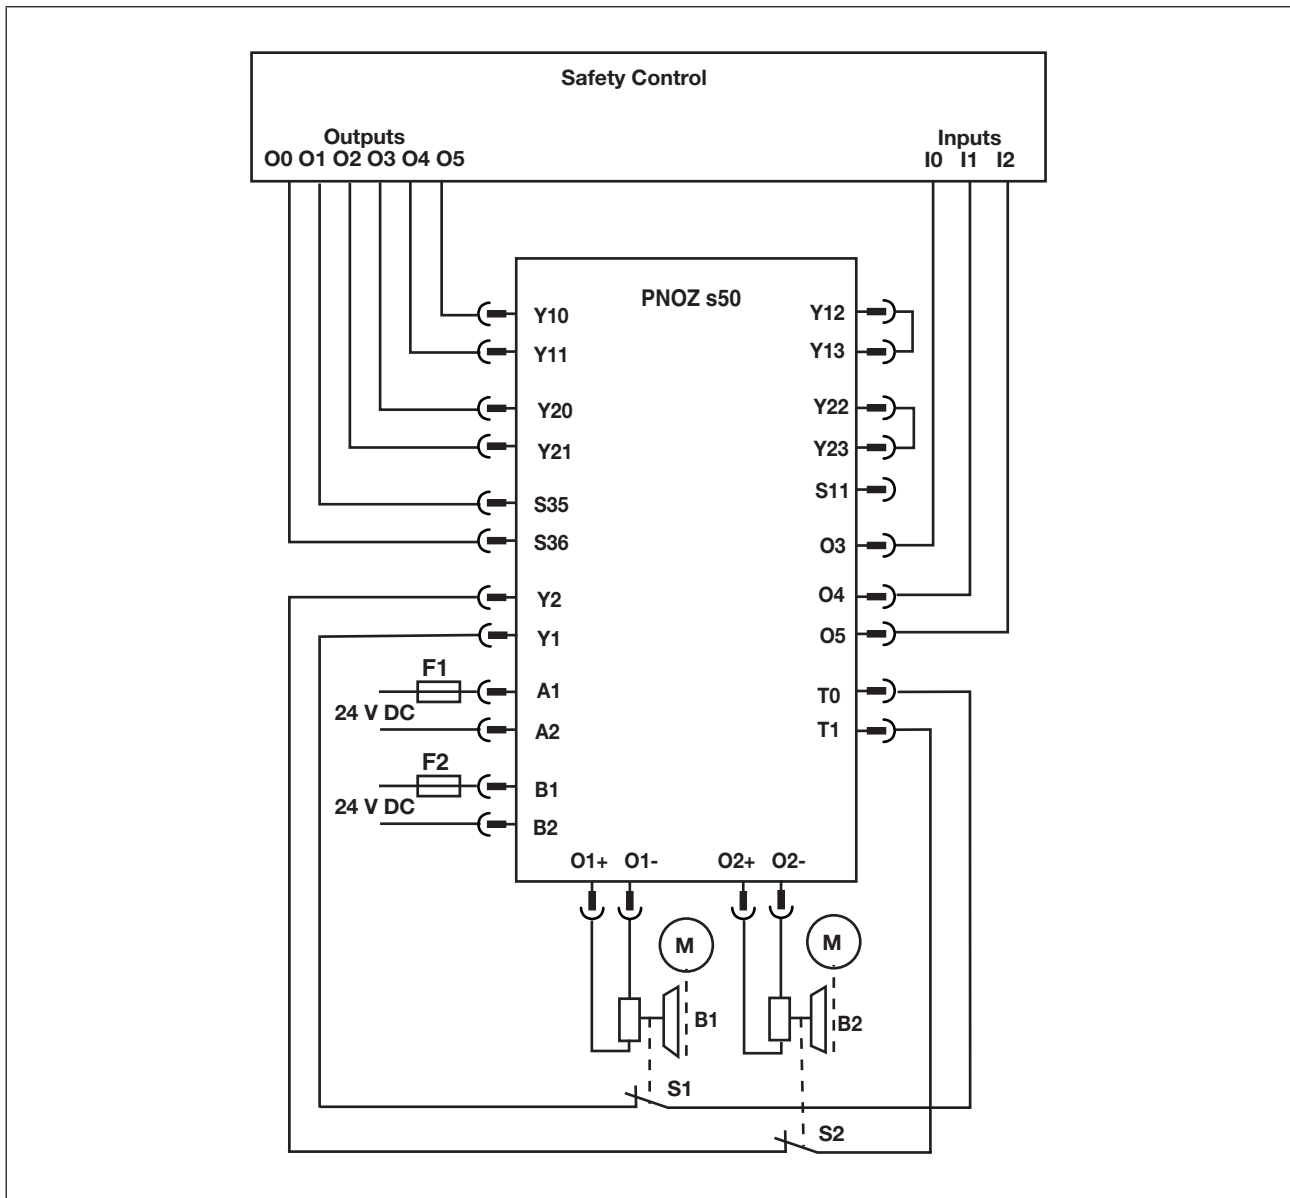 Safety Control
Outputs
Inputs
O0 O1 O2 O3 O4 O5
I0 I1 I2
PNOZ s50
Y10
Y12
Y11
Y13
Y20
Y22
Y21
Y23
S35
S11
S36
O3
Y2
O4
Y1
O5
F1
A1
T0
24 V DC
A2
T1
F2
B1
24 V DC
B2
O1+ O1- O2+ O2-
M
M
B1
B2
S1
S2